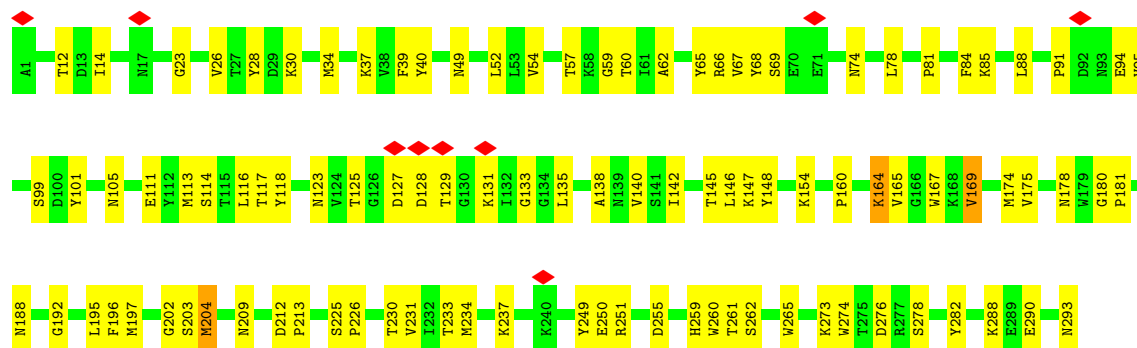 A1 T12 D13 I14 N17 G23 V26 T27 Y28 D29 K30 M34 K37 V38 F39 Y40 N49 L52 L53 V54 T57 K58 G59 T60 I61 A62 Y65 R66 V67 Y68 S69 E70 E71 N74 L78 P81 F84 K85 L88 P91 D92 N93 E94
S99 D100 Y101 N105 E111 Y112 M113 S114 T115 L116 T117 Y118 N123 V124 T125 G126 D127 D128 T129 G130 K131 I132 G133 G134 L135 A138 N139 V140 S141 I142 T145 L146 K147 Y148 K154 P160 K164 V165 G166 W167 K168 V169 M174 V175 N178 W179 G180 P181
N188 G192 L195 F196 M197 G202 S203 M204 N209 D212 P213 S225 P226 T230 V231 I232 T233 M234 K237 K240 Y249 E250 R251 D255 H259 W260 T261 S262 W265 K273 W274 T275 D276 R277 S278 Y282 K288 E289 E290 N293